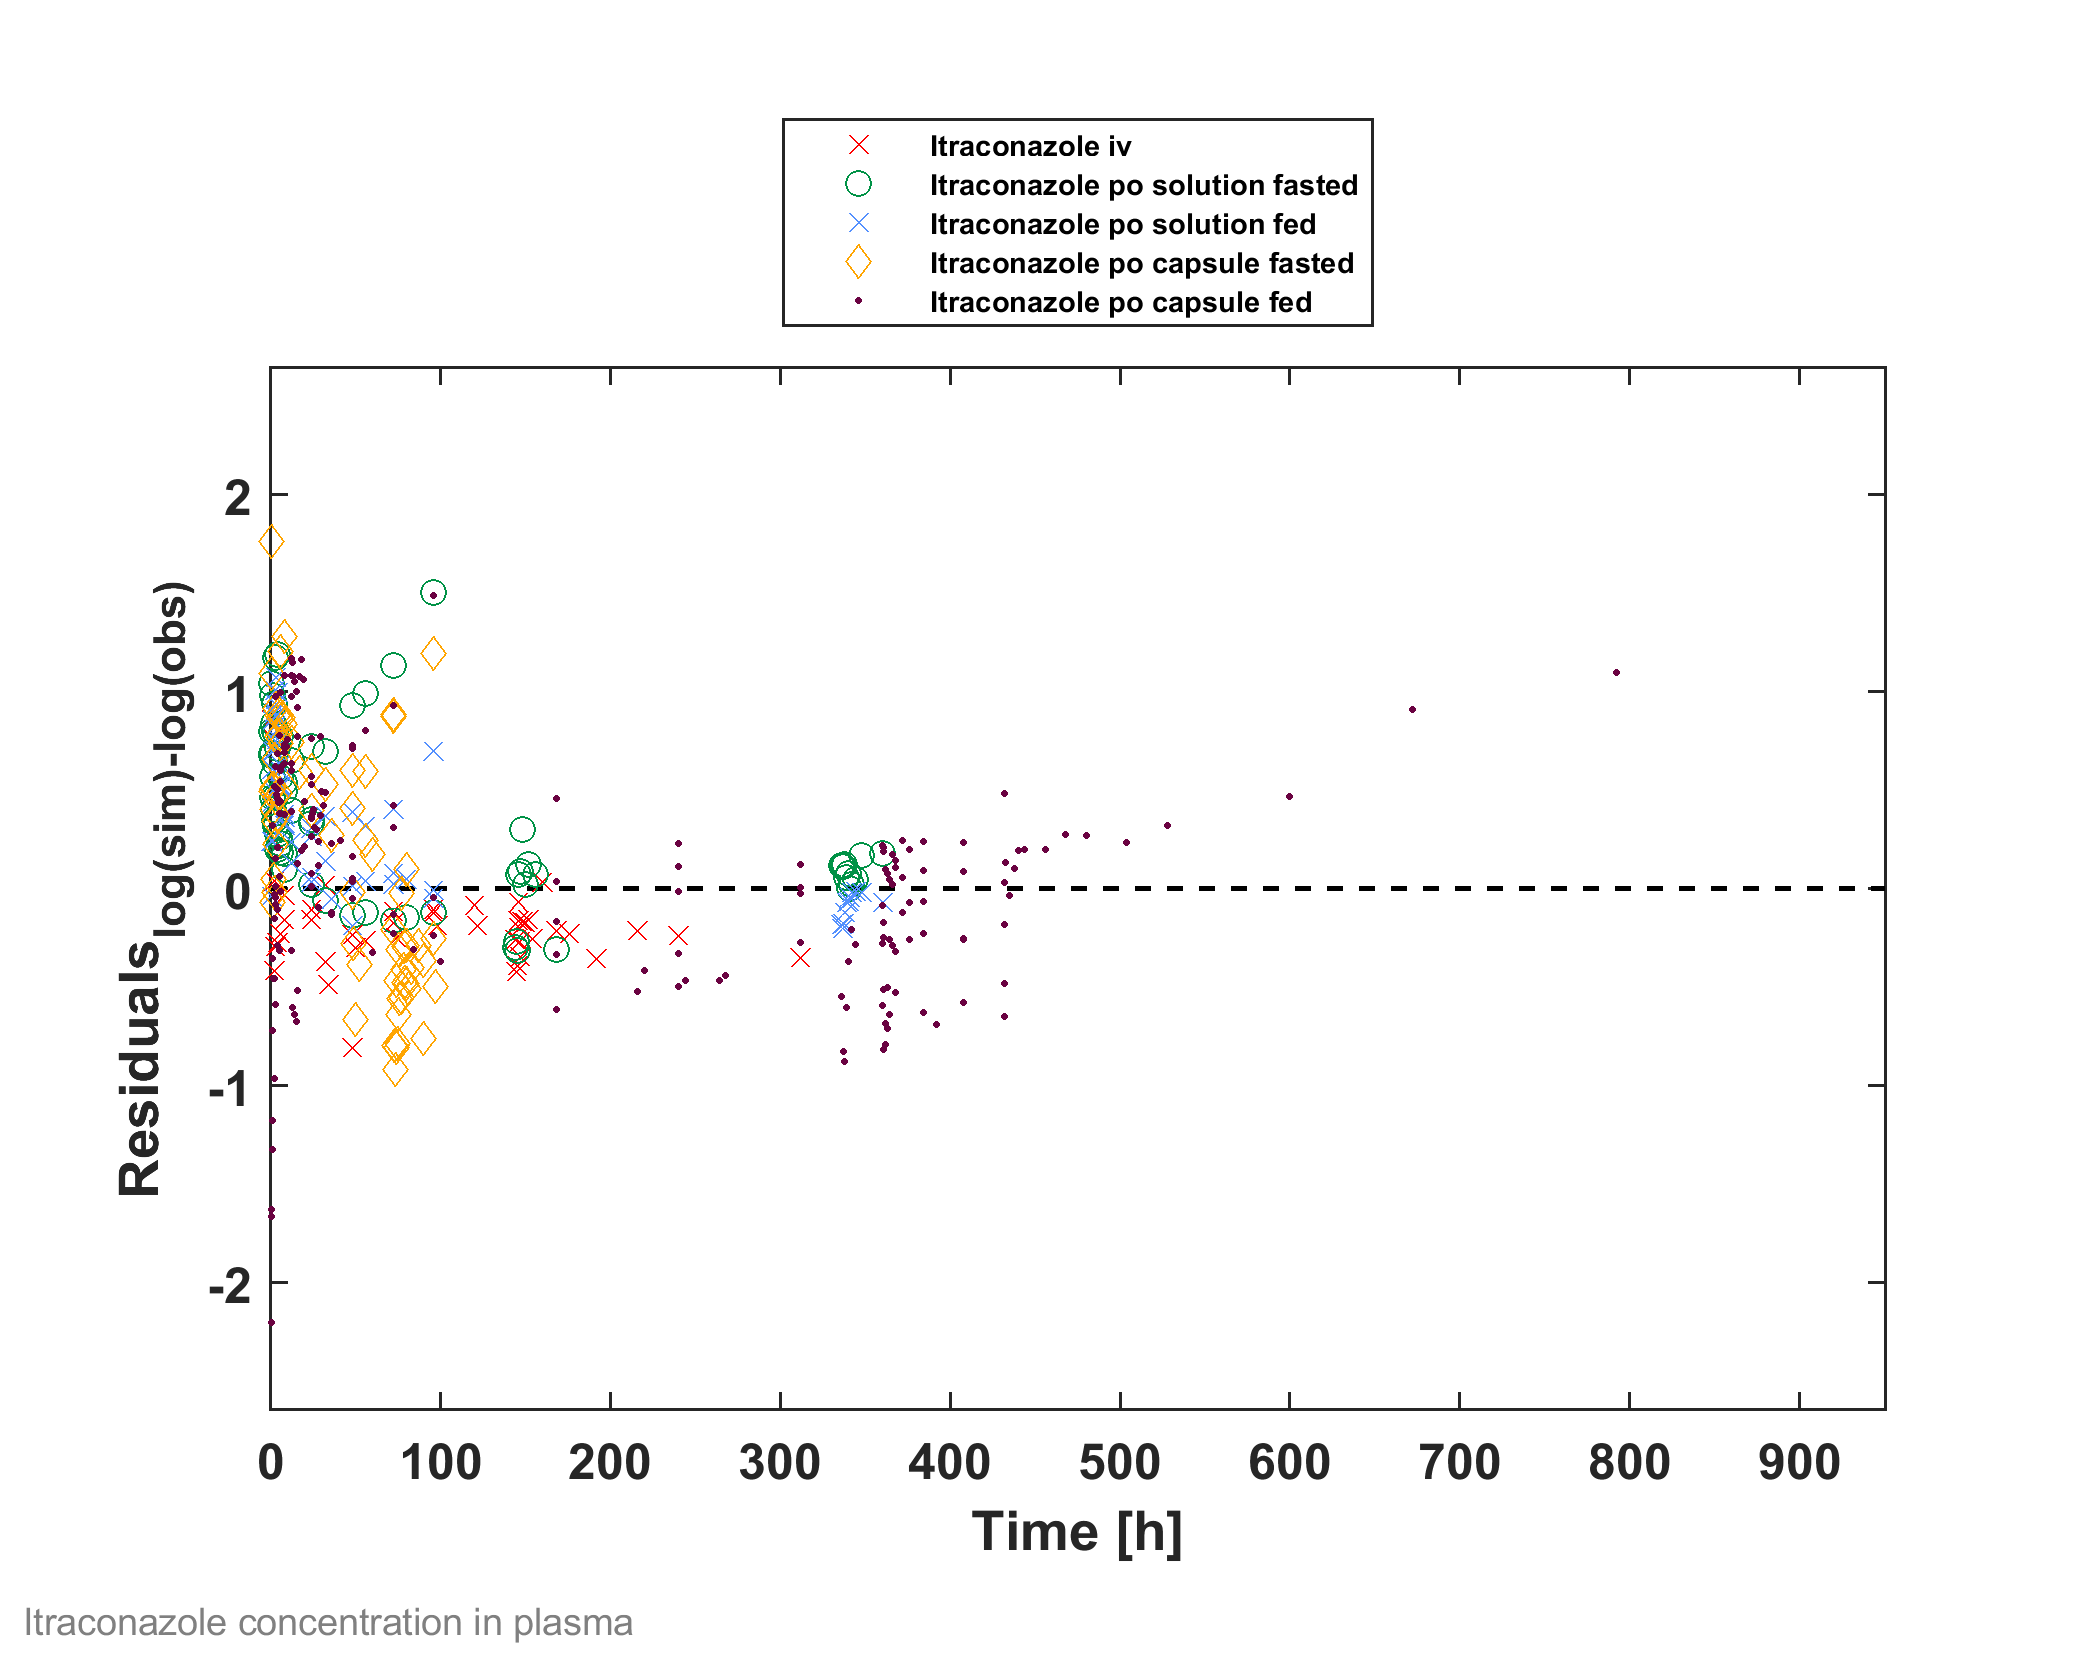 Itraconazole iv
Itraconazole po solution fasted
Itraconazole po solution fed
Itraconazole po capsule fasted
Itraconazole po capsule fed
Residuals log(sim)-log(obs)
2
1
0
-1
-2
0 100 200 300 400 500 600 700 800 900
Time [h]
Itraconazole concentration in plasma